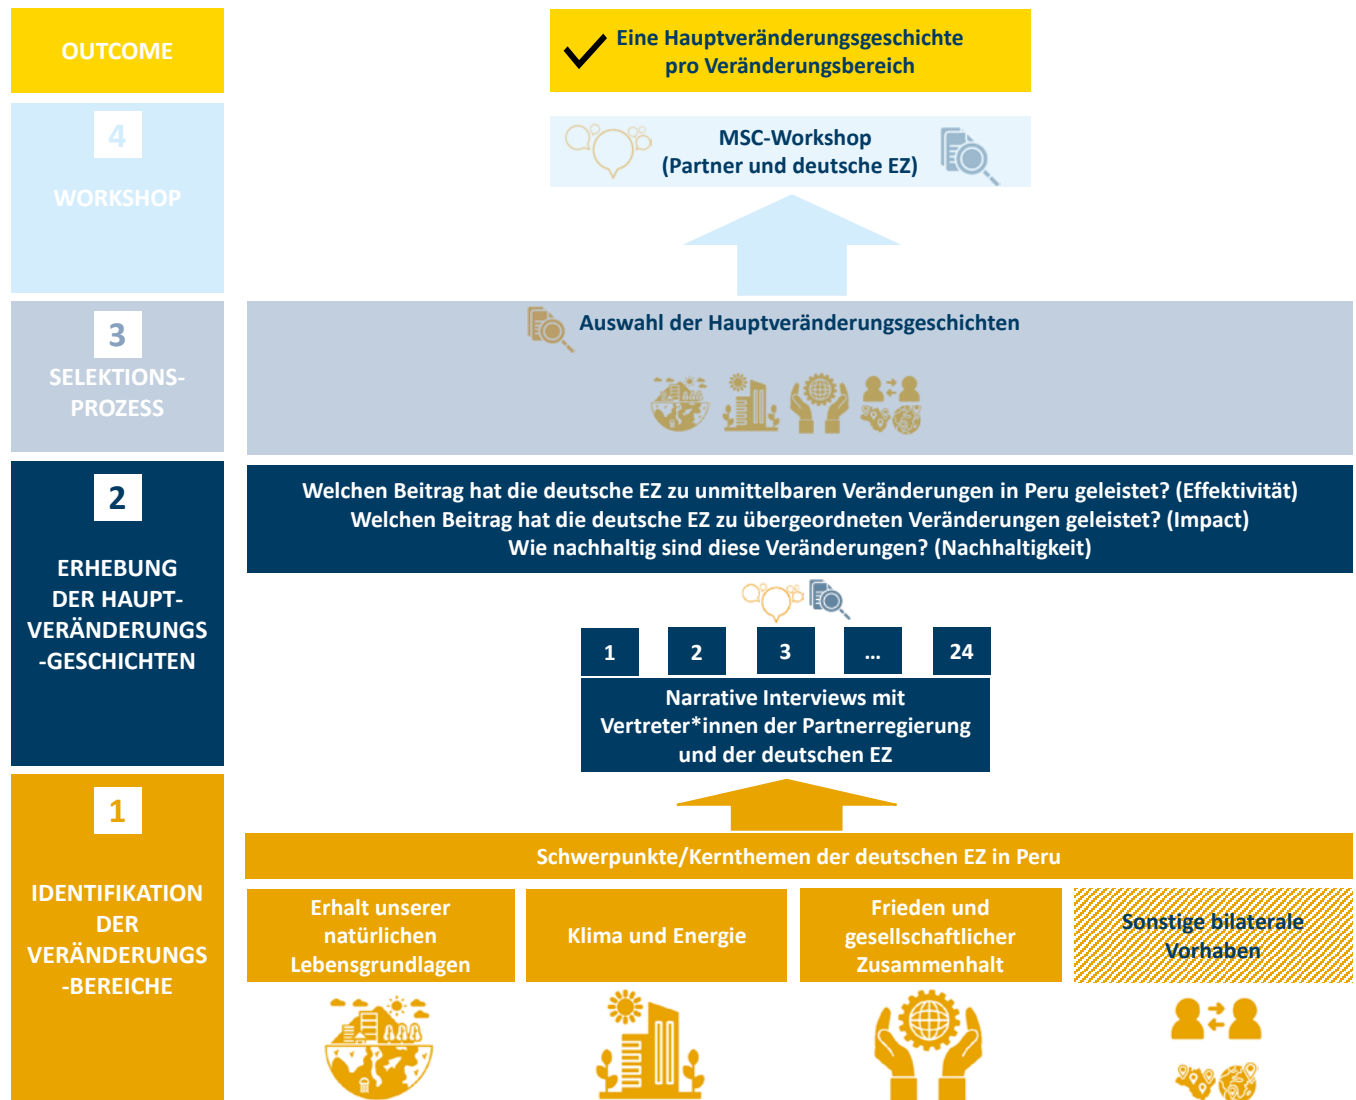 OUTCOME
Eine Hauptveränderungsgeschichte
pro Veränderungsbereich
4
WORKSHOP
MSC-Workshop
(Partner und deutsche EZ)
3
SELEKTIONS-
PROZESS
Auswahl der Hauptveränderungsgeschichten
2
ERHEBUNG
DER HAUPT-
VERÄNDERUNGS
-GESCHICHTEN
Welchen Beitrag hat die deutsche EZ zu unmittelbaren Veränderungen in Peru geleistet? (Effektivität)
Welchen Beitrag hat die deutsche EZ zu übergeordneten Veränderungen geleistet? (Impact)
Wie nachhaltig sind diese Veränderungen? (Nachhaltigkeit)
1 2 3 ... 24
Narrative Interviews mit
Vertreter*innen der Partnerregierung
und der deutschen EZ
1
IDENTIFIKATION
DER
VERÄNDERUNGS
-BEREICHE
Schwerpunkte/Kernthemen der deutschen EZ in Peru
Erhalt unserer
natürlichen
Lebensgrundlagen
Klima und Energie
Frieden und
gesellschaftlicher
Zusammenhalt
Sonstige bilaterale
Vorhaben